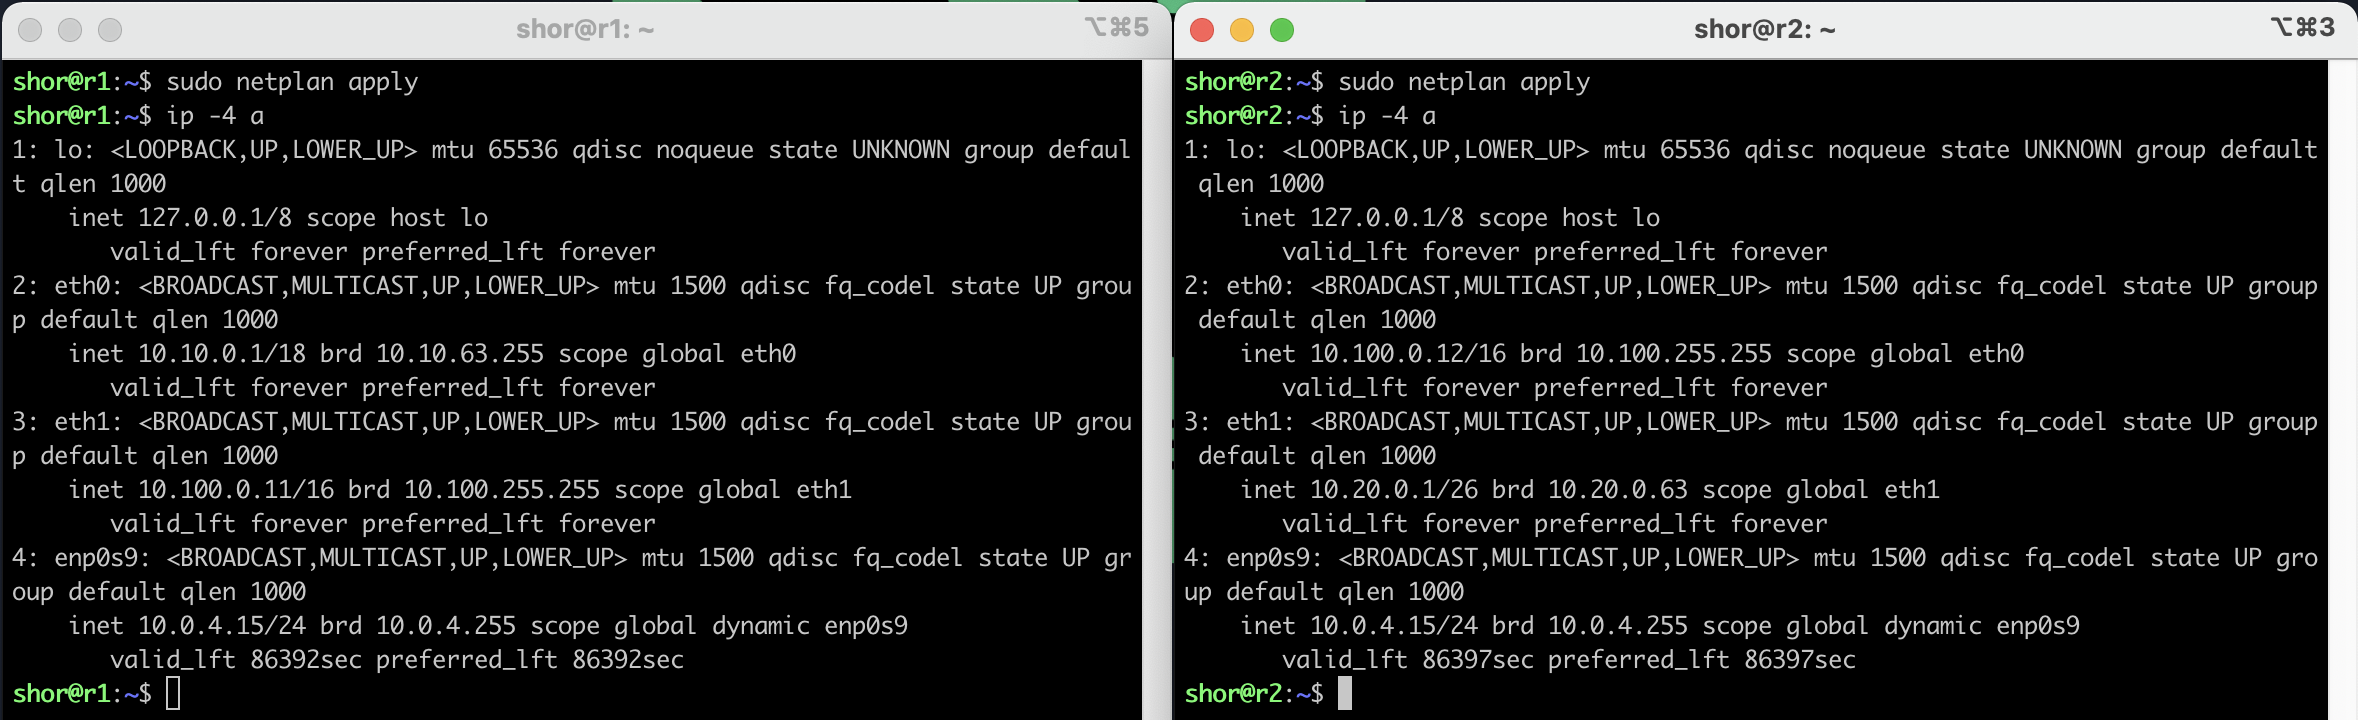 shor@r1: ~
⌥⌘5
shor@r1:~$ sudo netplan apply
shor@r1:~$ ip -4 a
1: lo: <LOOPBACK,UP,LOWER_UP> mtu 65536 qdisc noqueue state UNKNOWN group defaul
t qlen 1000
    inet 127.0.0.1/8 scope host lo
       valid_lft forever preferred_lft forever
2: eth0: <BROADCAST,MULTICAST,UP,LOWER_UP> mtu 1500 qdisc fq_codel state UP grou
p default qlen 1000
    inet 10.10.0.1/18 brd 10.10.63.255 scope global eth0
       valid_lft forever preferred_lft forever
3: eth1: <BROADCAST,MULTICAST,UP,LOWER_UP> mtu 1500 qdisc fq_codel state UP grou
p default qlen 1000
    inet 10.100.0.11/16 brd 10.100.255.255 scope global eth1
       valid_lft forever preferred_lft forever
4: enp0s9: <BROADCAST,MULTICAST,UP,LOWER_UP> mtu 1500 qdisc fq_codel state UP gr
oup default qlen 1000
    inet 10.0.4.15/24 brd 10.0.4.255 scope global dynamic enp0s9
       valid_lft 86392sec preferred_lft 86392sec
shor@r1:~$
shor@r2: ~
⌥⌘3
shor@r2:~$ sudo netplan apply
shor@r2:~$ ip -4 a
1: lo: <LOOPBACK,UP,LOWER_UP> mtu 65536 qdisc noqueue state UNKNOWN group default
 qlen 1000
    inet 127.0.0.1/8 scope host lo
       valid_lft forever preferred_lft forever
2: eth0: <BROADCAST,MULTICAST,UP,LOWER_UP> mtu 1500 qdisc fq_codel state UP group
 default qlen 1000
    inet 10.100.0.12/16 brd 10.100.255.255 scope global eth0
       valid_lft forever preferred_lft forever
3: eth1: <BROADCAST,MULTICAST,UP,LOWER_UP> mtu 1500 qdisc fq_codel state UP group
 default qlen 1000
    inet 10.20.0.1/26 brd 10.20.0.63 scope global eth1
       valid_lft forever preferred_lft forever
4: enp0s9: <BROADCAST,MULTICAST,UP,LOWER_UP> mtu 1500 qdisc fq_codel state UP gro
up default qlen 1000
    inet 10.0.4.15/24 brd 10.0.4.255 scope global dynamic enp0s9
       valid_lft 86397sec preferred_lft 86397sec
shor@r2:~$